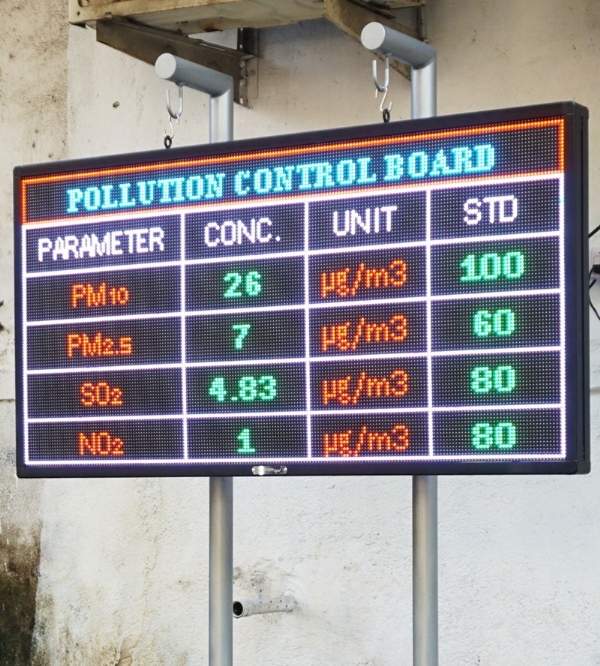 POLLUTION CONTROL BOARD
PARAMETER CONC. UNIT STD
PM10 26 µg/m3 100
PM2.5 7 µg/m3 60
SO2 4.83 µg/m3 80
NO2 1 µg/m3 80